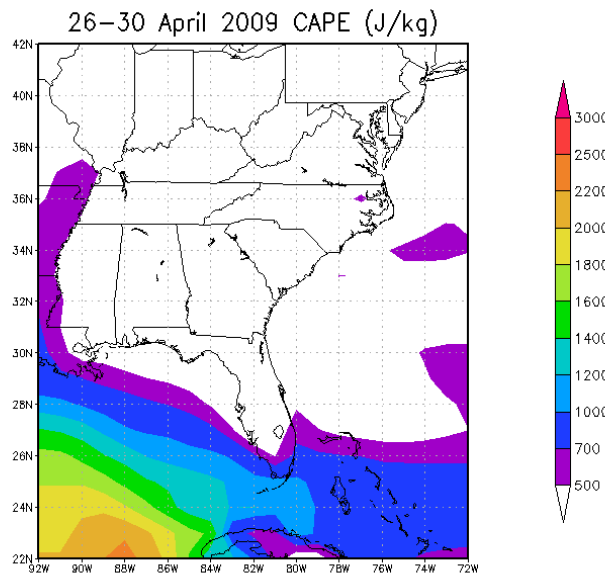 26-30 April 2009 CAPE (J/kg)
42N
40N
38N
36N
34N
32N
30N
28N
26N
24N
22N
92W 90W 88W 86W 84W 82W 80W 78W 76W 74W 72W
3000
2500
2200
2000
1800
1600
1400
1200
1000
700
500